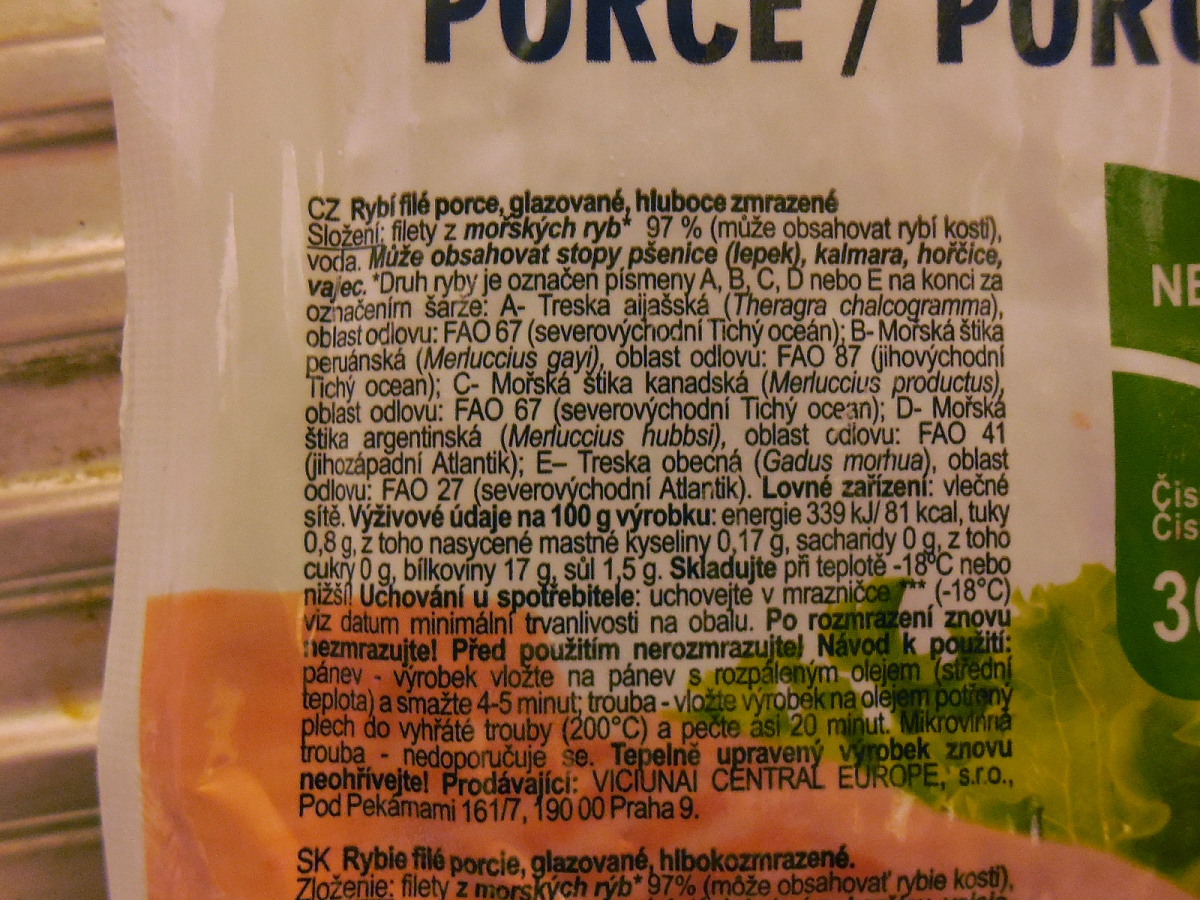 PORCE / PORC
CZ Rybí filé porce, glazované, hluboce zmrazené
Složení: filety z mořských ryb* 97 % (může obsahovat rybí kosti),
voda. Může obsahovat stopy pšenice (lepek), kalmara, hořčice,
vajec. *Druh ryby je označen písmeny A, B, C, D nebo E na konci za
označením šarže: A- Treska aljašská (Theragra chalcogramma),
oblast odlovu: FAO 67 (severovýchodní Tichý oceán); B- Mořská štika
peruánská (Merluccius gayi), oblast odlovu: FAO 87 (jihovýchodní
Tichý ocean); C- Mořská štika kanadská (Merluccius productus),
oblast odlovu: FAO 67 (severovýchodní Tichý ocean); D- Mořská
štika argentinská (Merluccius hubbsi), oblast odlovu: FAO 41
(jihozápadní Atlantik); E– Treska obecná (Gadus morhua), oblast
odlovu: FAO 27 (severovýchodní Atlantik). Lovné zařízení: vlečné
sítě. Výživové údaje na 100 g výrobku: energie 339 kJ/ 81 kcal, tuky
0,8 g, z toho nasycené mastné kyseliny 0,17 g, sacharidy 0 g, z toho
cukry 0 g, bílkoviny 17 g, sůl 1,5 g. Skladujte při teplotě -18°C nebo
nižší! Uchování u spotřebitele: uchovejte v mrazničce *** (-18°C)
viz datum minimální trvanlivosti na obalu. Po rozmrazení znovu
nezmrazujte! Před použitím nerozmrazujte! Návod k použití:
pánev - výrobek vložte na pánev s rozpáleným olejem (střední
teplota) a smažte 4-5 minut; trouba - vložte výrobek na olejem potřený
plech do vyhřáté trouby (200°C) a pečte asi 20 minut. Mikrovlnná
trouba - nedoporučuje se. Tepelně upravený výrobek znovu
neohřívejte! Prodávající: VICIUNAI CENTRAL EUROPE, s.r.o.,
Pod Pekárnami 161/7, 190 00 Praha 9.
SK Rybie filé porcie, glazované, hlbokozmrazené.
Zloženie: filety z morských rýb* 97% (môže obsahovať rybie kosti),
NE
Čis
Čis
30